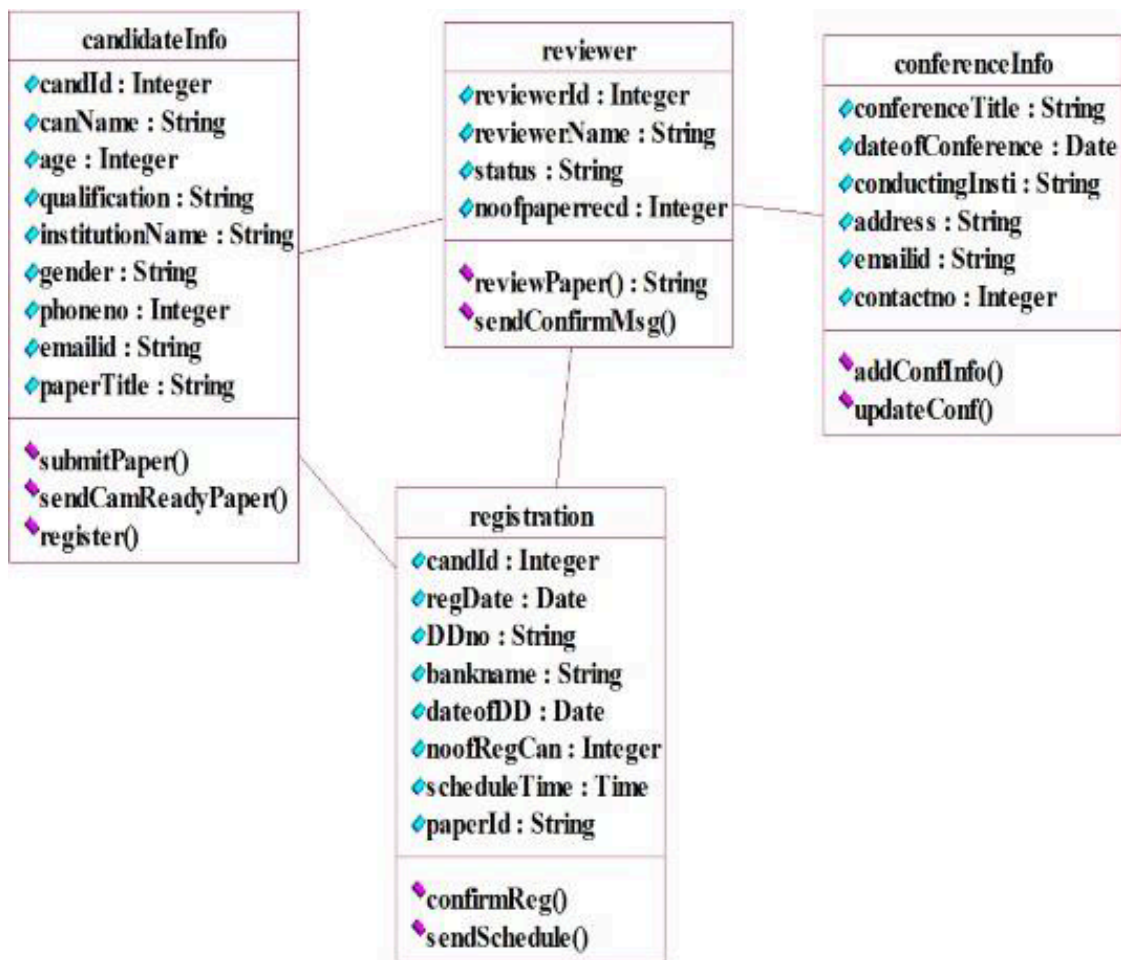 candidateInfo
candId : Integer
canName : String
age : Integer
qualification : String
institutionName : String
gender : String
phoneno : Integer
emailid : String
paperTitle : String
submitPaper()
sendCamReadyPaper()
register()
reviewer
reviewerId : Integer
reviewerName : String
status : String
noofpaperrecd : Integer
reviewPaper() : String
sendConfirmMsg()
conferenceInfo
conferenceTitle : String
dateofConference : Date
conductingInsti : String
address : String
emailid : String
contactno : Integer
addConfInfo()
updateConf()
registration
candId : Integer
regDate : Date
DDno : String
bankname : String
dateofDD : Date
noofRegCan : Integer
scheduleTime : Time
paperId : String
confirmReg()
sendSchedule()